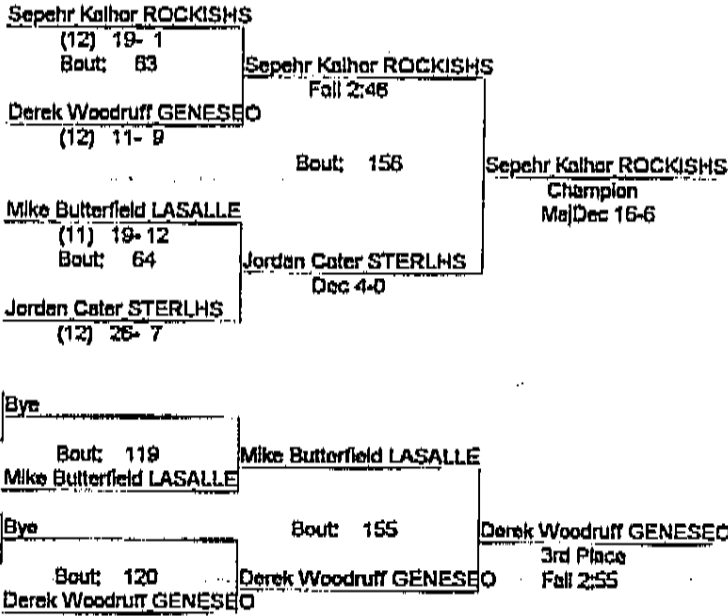 Sepehr Kalhor ROCKISHS
(12) 19- 1
Bout: 63
Sepehr Kalhor ROCKISHS
Fall 2:46
Derek Woodruff GENESEO
(12) 11- 9
Bout: 156
Sepehr Kalhor ROCKISHS
Champion
MajDec 16-6
Mike Butterfield LASALLE
(11) 19-12
Bout: 64
Jordan Cater STERLHS
Dec 4-0
Jordan Cater STERLHS
(12) 26- 7
Bye
Bout: 119
Mike Butterfield LASALLE
Mike Butterfield LASALLE
Bye
Bout: 155
Derek Woodruff GENESEO
3rd Place
Fall 2:55
Bout: 120
Derek Woodruff GENESEO
Derek Woodruff GENESEO